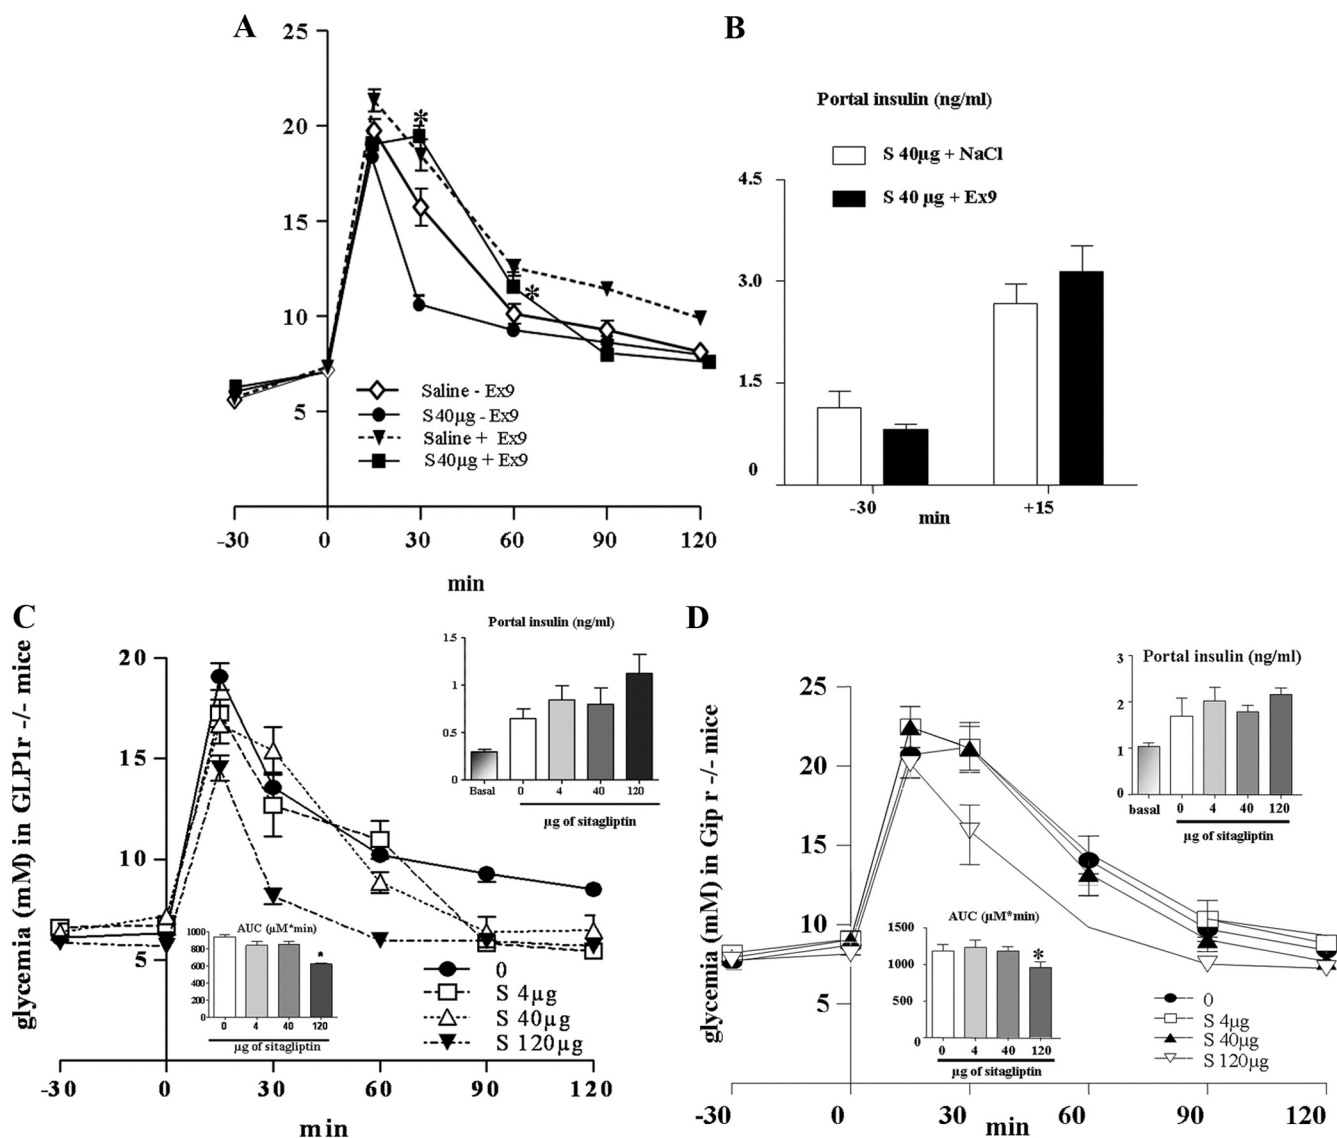 A
25
20
15
10
5
*
*
Saline - Ex9
S40µg - Ex9
Saline + Ex9
S40µg + Ex9
-30 0 30 60 90 120
min
B
Portal insulin (ng/ml)
S 40µg + NaCl
S 40 µg + Ex9
4.5
3.0
1.5
0
-30 +15
min
C
glycemia (mM) in GLP1r -/- mice
20
15
10
5
Portal insulin (ng/ml)
1.5
1
0.5
0
Basal 0 4 40 120
µg of sitagliptin
AUC (µM*min)
1000
800
600
400
200
0
*
0 4 40 120
µg of sitagliptin
0
S 4µg
S 40µg
S 120µg
-30 0 30 60 90 120
min
D
glycemia (mM) in Gip r -/- mice
25
20
15
10
5
Portal insulin (ng/ml)
3
2
1
0
basal 0 4 40 120
µg of sitagliptin
AUC (µM*min)
1500
1000
500
0
*
0 4 40 120
µg of sitagliptin
0
S 4µg
S 40µg
S 120µg
-30 0 30 60 90 120
min